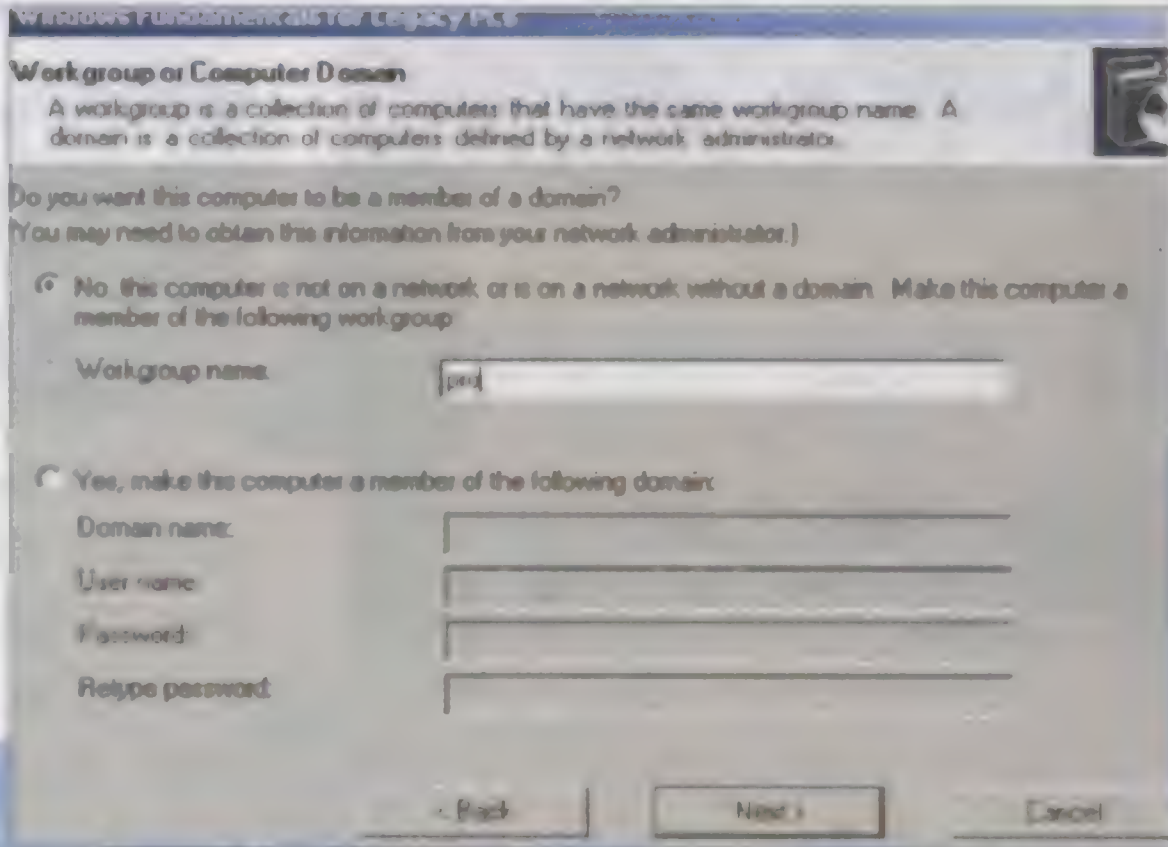 Windows Fundamentals for Legacy PCs
Workgroup or Computer Domain
A workgroup is a collection of computers that have the same workgroup name. A
domain is a collection of computers defined by a network administrator.
Do you want this computer to be a member of a domain?
(You may need to obtain this information from your network administrator.)
No, this computer is not on a network or is on a network without a domain. Make this computer a
member of the following workgroup:
Workgroup name:
Yes, make this computer a member of the following domain:
Domain name:
User name:
Password:
Retype password:
< Back
Next >
Cancel